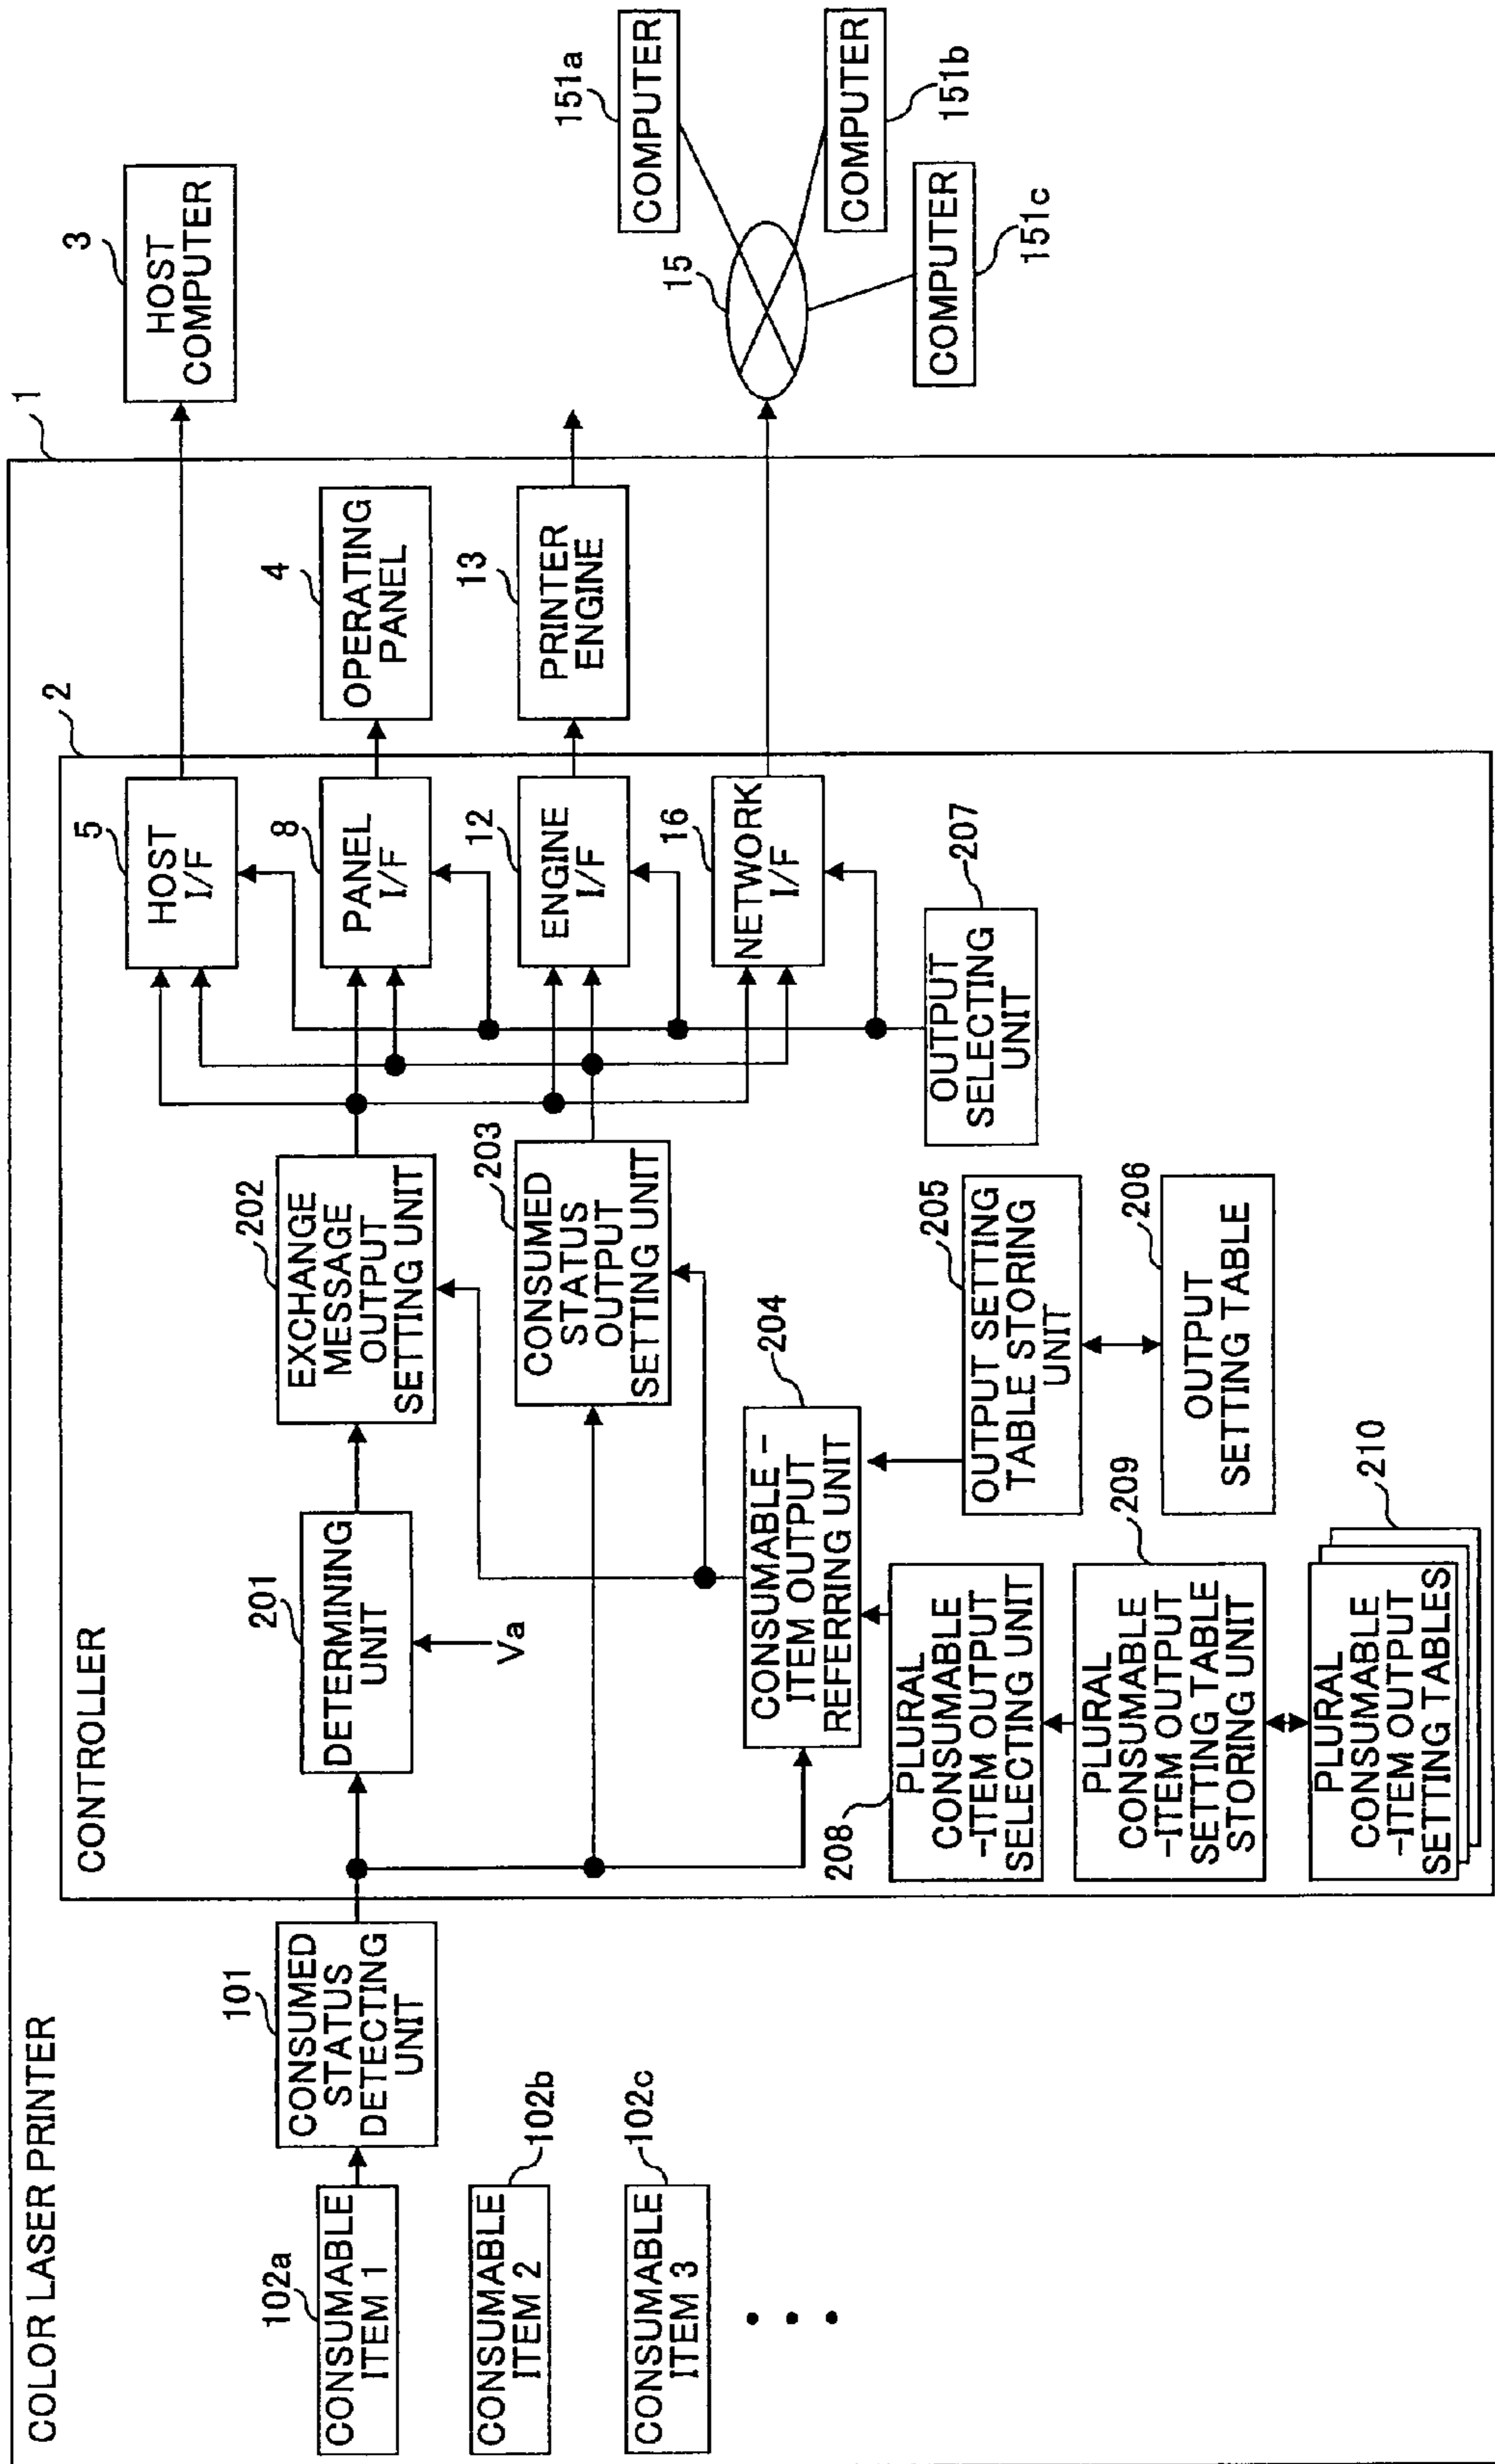 COLOR LASER PRINTER
1
CONTROLLER
2
102a
CONSUMABLE
ITEM 1
102b
CONSUMABLE
ITEM 2
102c
CONSUMABLE
ITEM 3
101
CONSUMED
STATUS
DETECTING
UNIT
201
DETERMINING
UNIT
Va
202
EXCHANGE
MESSAGE
OUTPUT
SETTING UNIT
203
CONSUMED
STATUS
OUTPUT
SETTING UNIT
204
CONSUMABLE-
ITEM OUTPUT
REFERRING UNIT
205
OUTPUT SETTING
TABLE STORING
UNIT
206
OUTPUT
SETTING TABLE
207
OUTPUT
SELECTING
UNIT
208
PLURAL
CONSUMABLE
-ITEM OUTPUT
SELECTING UNIT
209
PLURAL
CONSUMABLE
-ITEM OUTPUT
SETTING TABLE
STORING UNIT
210
PLURAL
CONSUMABLE
-ITEM OUTPUT
SETTING TABLES
5
HOST
I/F
8
PANEL
I/F
12
ENGINE
I/F
16
NETWORK
I/F
4
OPERATING
PANEL
13
PRINTER
ENGINE
3
HOST
COMPUTER
15
151a
COMPUTER
COMPUTER
151b
COMPUTER
151c